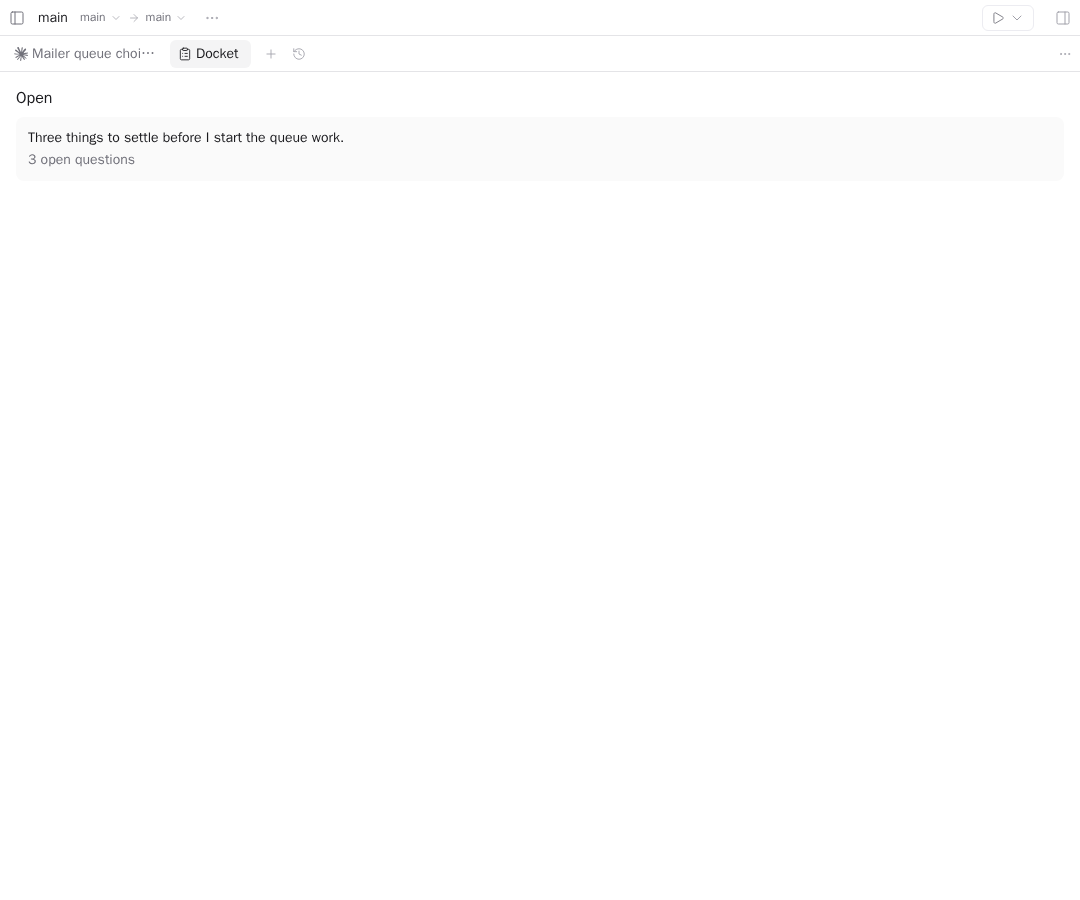 main main → main ...
Mailer queue choi...
Docket
Open
Three things to settle before I start the queue work.
3 open questions